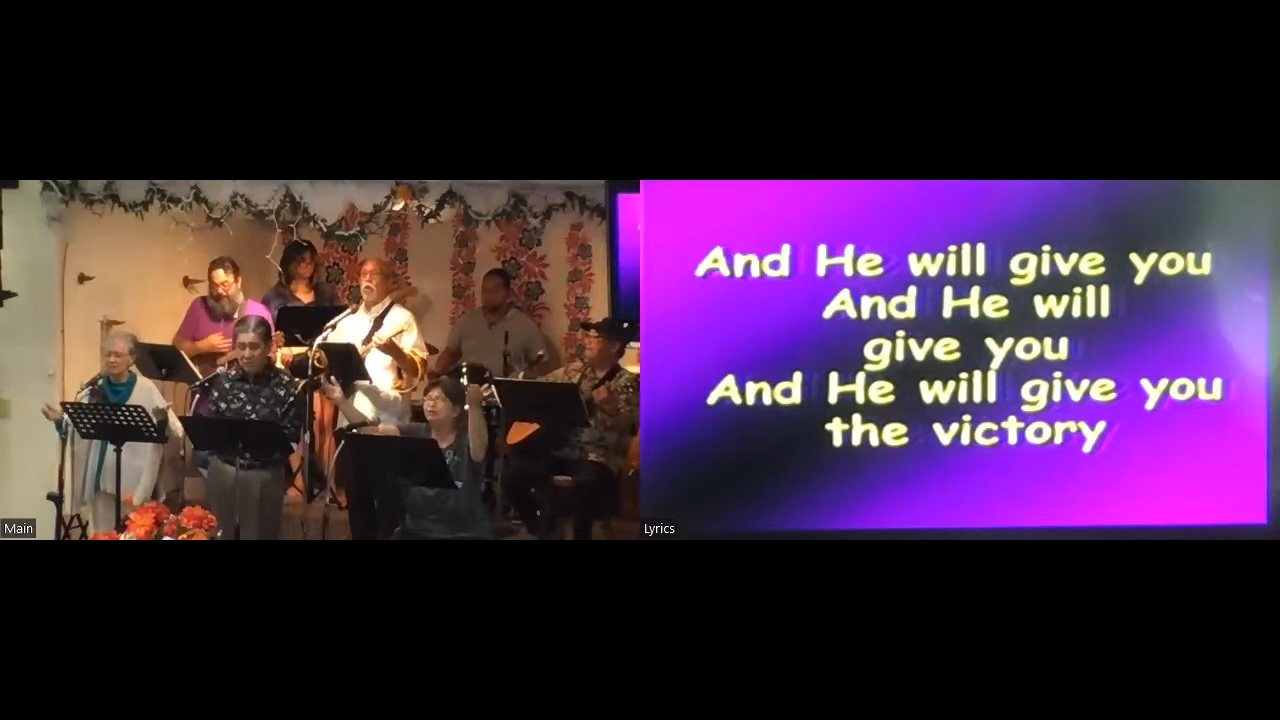 And He will give you
And He will
give you
And He will give you
the victory
Main
Lyrics